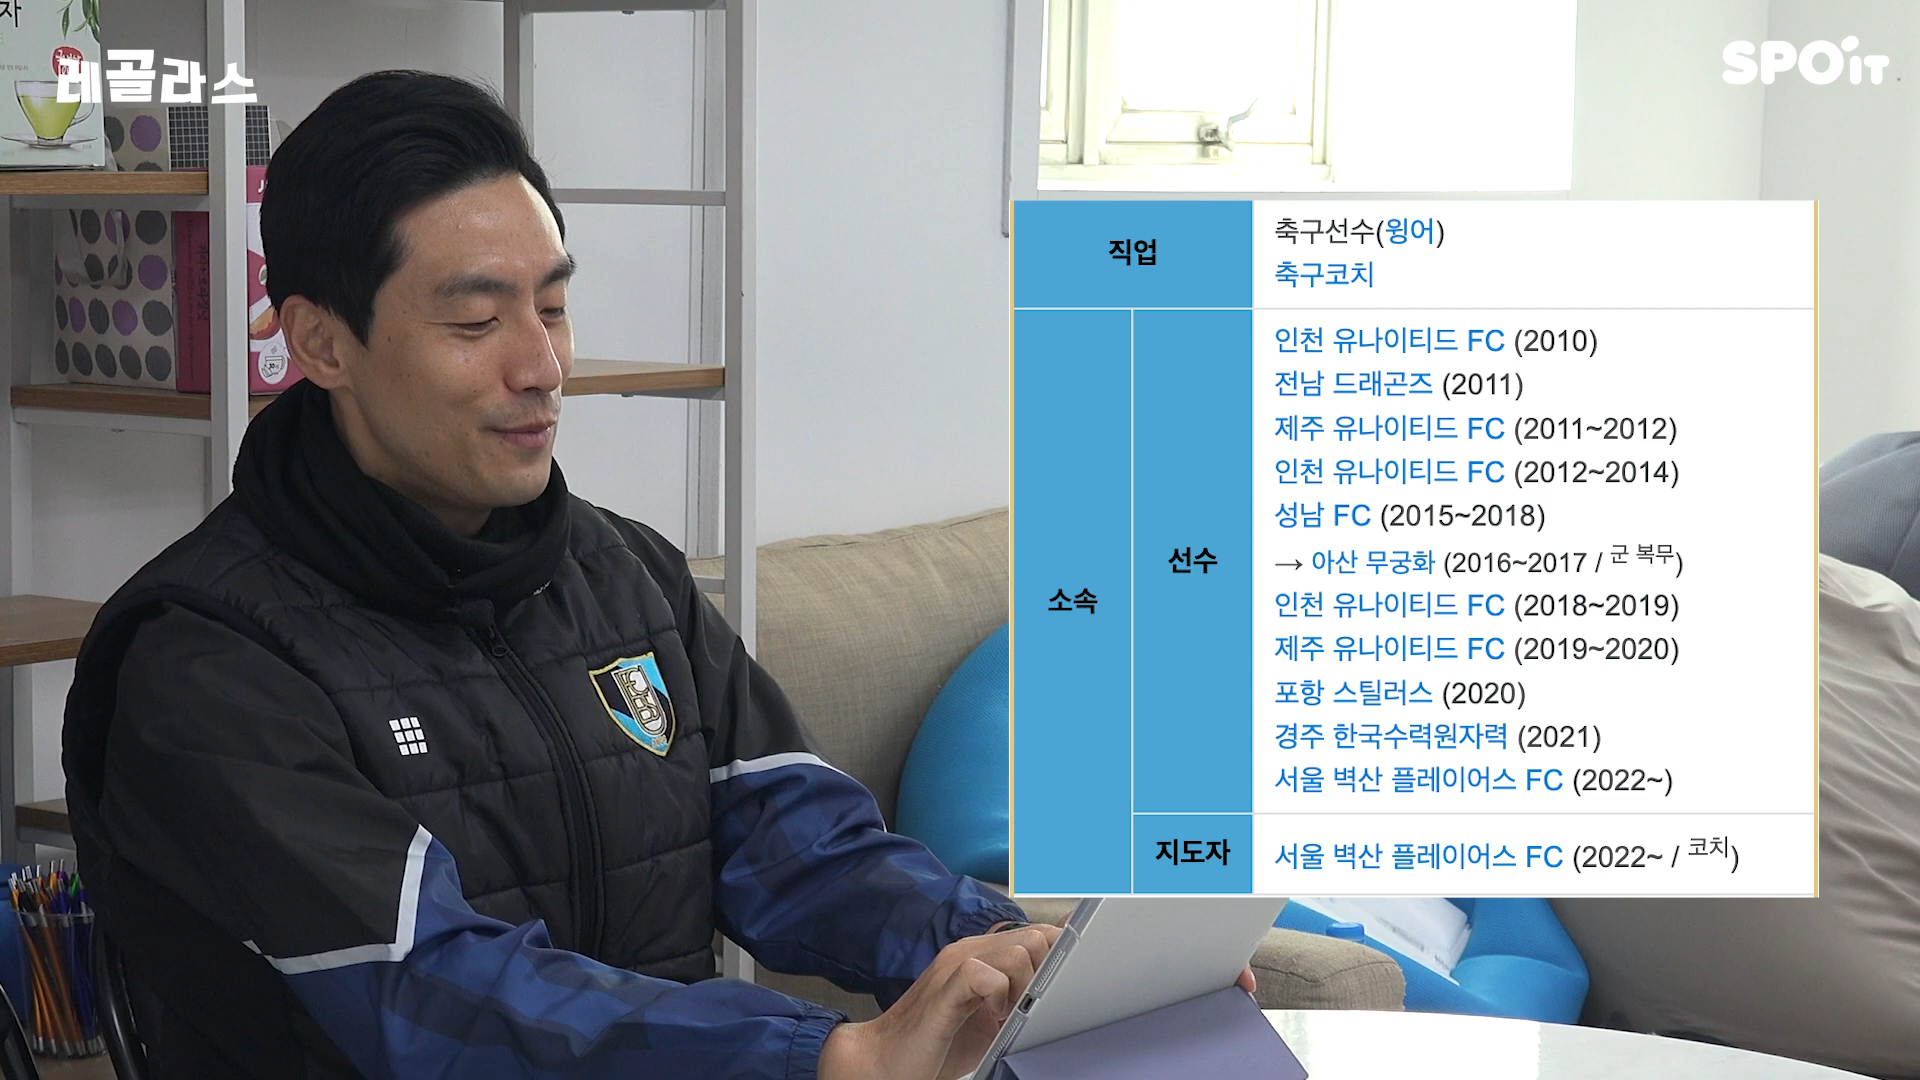 자
레골라스
SPOiT
직업
축구선수(윙어)
축구코치
소속
선수
인천 유나이티드 FC (2010)
전남 드래곤즈 (2011)
제주 유나이티드 FC (2011~2012)
인천 유나이티드 FC (2012~2014)
성남 FC (2015~2018)
→ 아산 무궁화 (2016~2017 / 군 복무)
인천 유나이티드 FC (2018~2019)
제주 유나이티드 FC (2019~2020)
포항 스틸러스 (2020)
경주 한국수력원자력 (2021)
서울 벽산 플레이어스 FC (2022~)
지도자
서울 벽산 플레이어스 FC (2022~ / 코치)